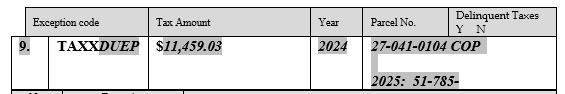 Exception code Tax Amount Year Parcel No. Delinquent Taxes
Y N
9. TAXXDUEP $11,459.03 2024 27-041-0104 COP
2025: 51-785-